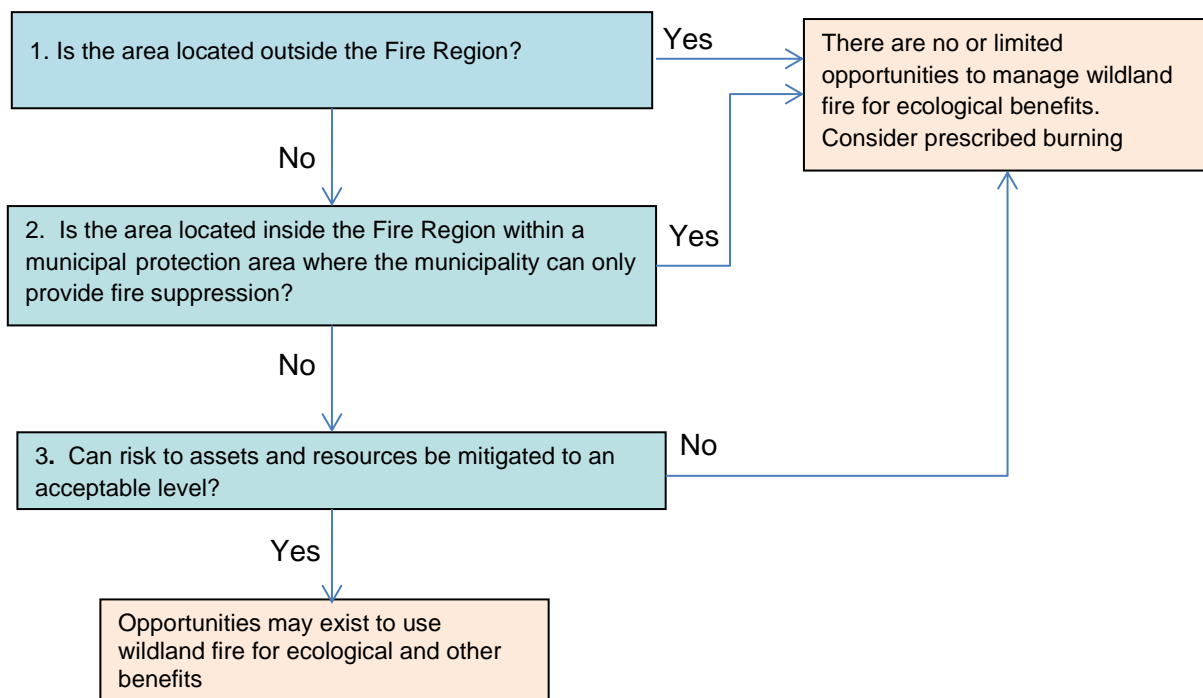 1. Is the area located outside the Fire Region?
Yes
There are no or limited
opportunities to manage wildland
fire for ecological benefits.
Consider prescribed burning
No
2. Is the area located inside the Fire Region within a
municipal protection area where the municipality can only
provide fire suppression?
Yes
No
3. Can risk to assets and resources be mitigated to an
acceptable level?
No
Yes
Opportunities may exist to use
wildland fire for ecological and other
benefits